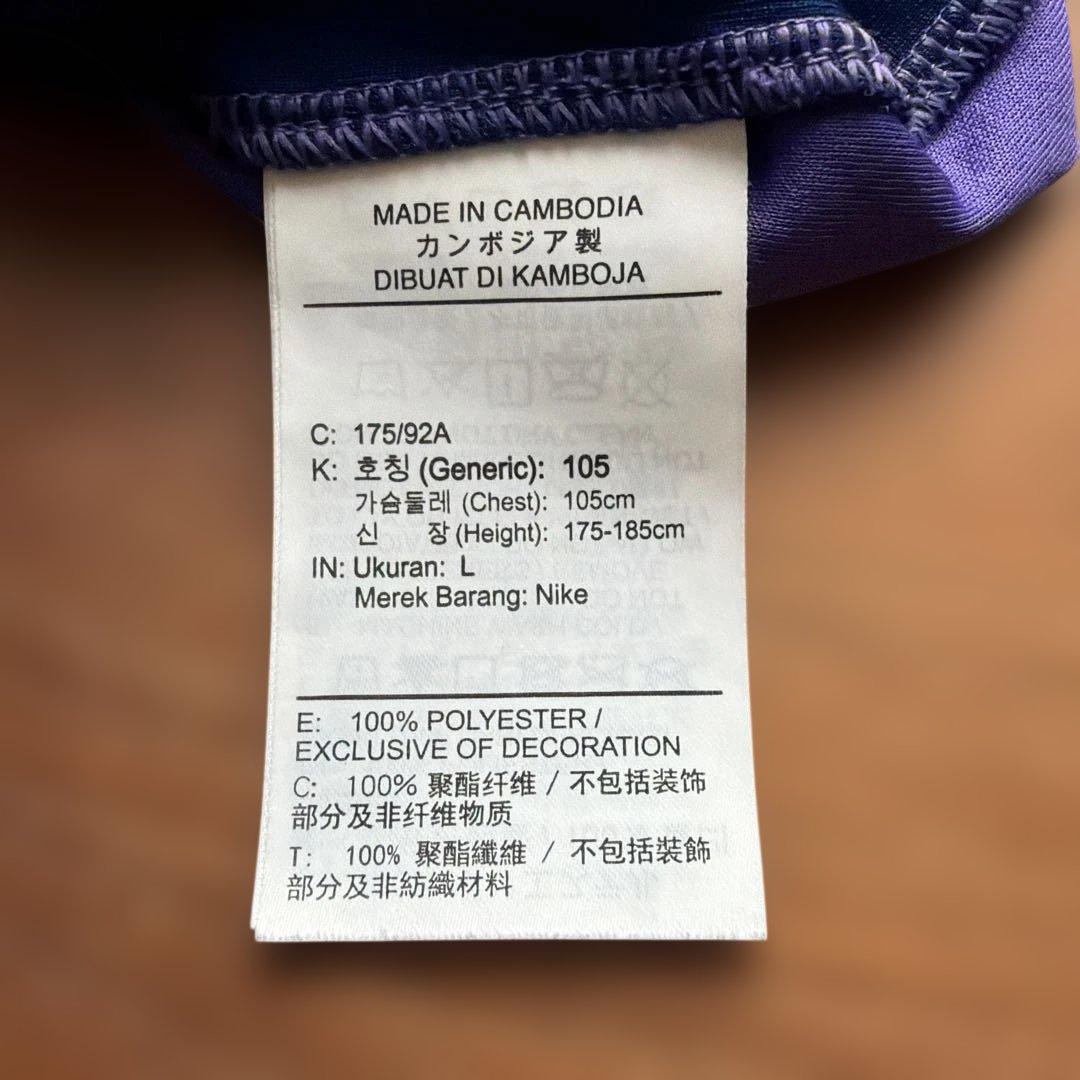 MADE IN CAMBODIA
カンボジア製
DIBUAT DI KAMBOJA
C: 175/92A
K: 호칭 (Generic): 105
가슴둘레 (Chest): 105cm
신 장 (Height): 175-185cm
IN: Ukuran: L
Merek Barang: Nike
E: 100% POLYESTER /
EXCLUSIVE OF DECORATION
C: 100% 聚酯纤维 / 不包括装饰
部分及非纤维物质
T: 100% 聚酯纖維 / 不包括裝飾
部分及非紡織材料